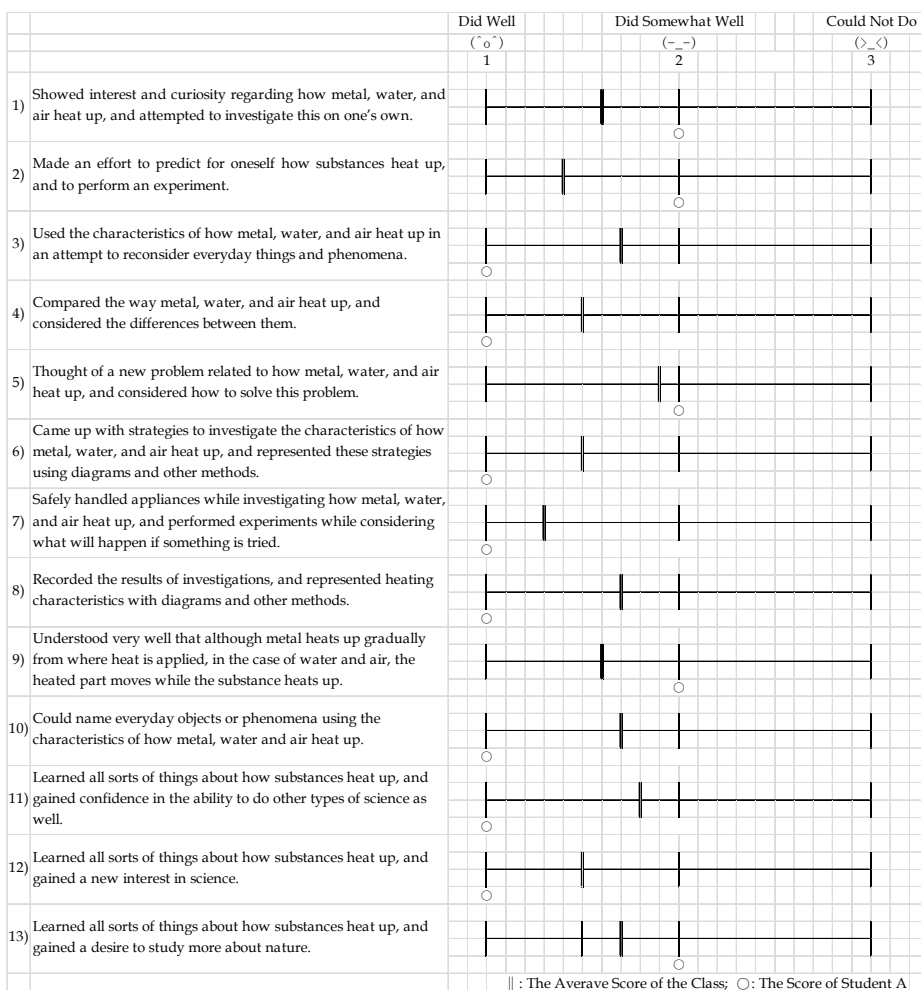 Did Well Did Somewhat Well Could Not Do
(^o^) (-_-) (>_<)
1 2 3
1) Showed interest and curiosity regarding how metal, water, and
air heat up, and attempted to investigate this on one's own.
2) Made an effort to predict for oneself how substances heat up,
and to perform an experiment.
3) Used the characteristics of how metal, water, and air heat up in
an attempt to reconsider everyday things and phenomena.
4) Compared the way metal, water, and air heat up, and
considered the differences between them.
5) Thought of a new problem related to how metal, water, and air
heat up, and considered how to solve this problem.
Came up with strategies to investigate the characteristics of how
6) metal, water, and air heat up, and represented these strategies
using diagrams and other methods.
Safely handled appliances while investigating how metal, water,
7) and air heat up, and performed experiments while considering
what will happen if something is tried.
8) Recorded the results of investigations, and represented heating
characteristics with diagrams and other methods.
Understood very well that although metal heats up gradually
9) from where heat is applied, in the case of water and air, the
heated part moves while the substance heats up.
10) Could name everyday objects or phenomena using the
characteristics of how metal, water and air heat up.
Learned all sorts of things about how substances heat up, and
11) gained confidence in the ability to do other types of science as
well.
12) Learned all sorts of things about how substances heat up, and
gained a new interest in science.
13) Learned all sorts of things about how substances heat up, and
gained a desire to study more about nature.
‖ : The Averave Score of the Class; ○: The Score of Student A